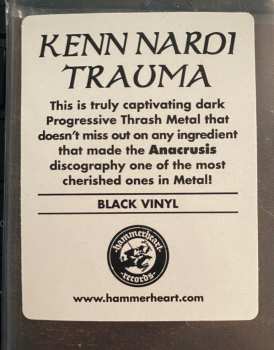 KENN NARDI
TRAUMA
This is truly captivating dark
Progressive Thrash Metal that
doesn't miss out on any ingredient
that made the Anacrusis
discography one of the most
cherished ones in Metal!
BLACK VINYL
hammerheart
records
www.hammerheart.com